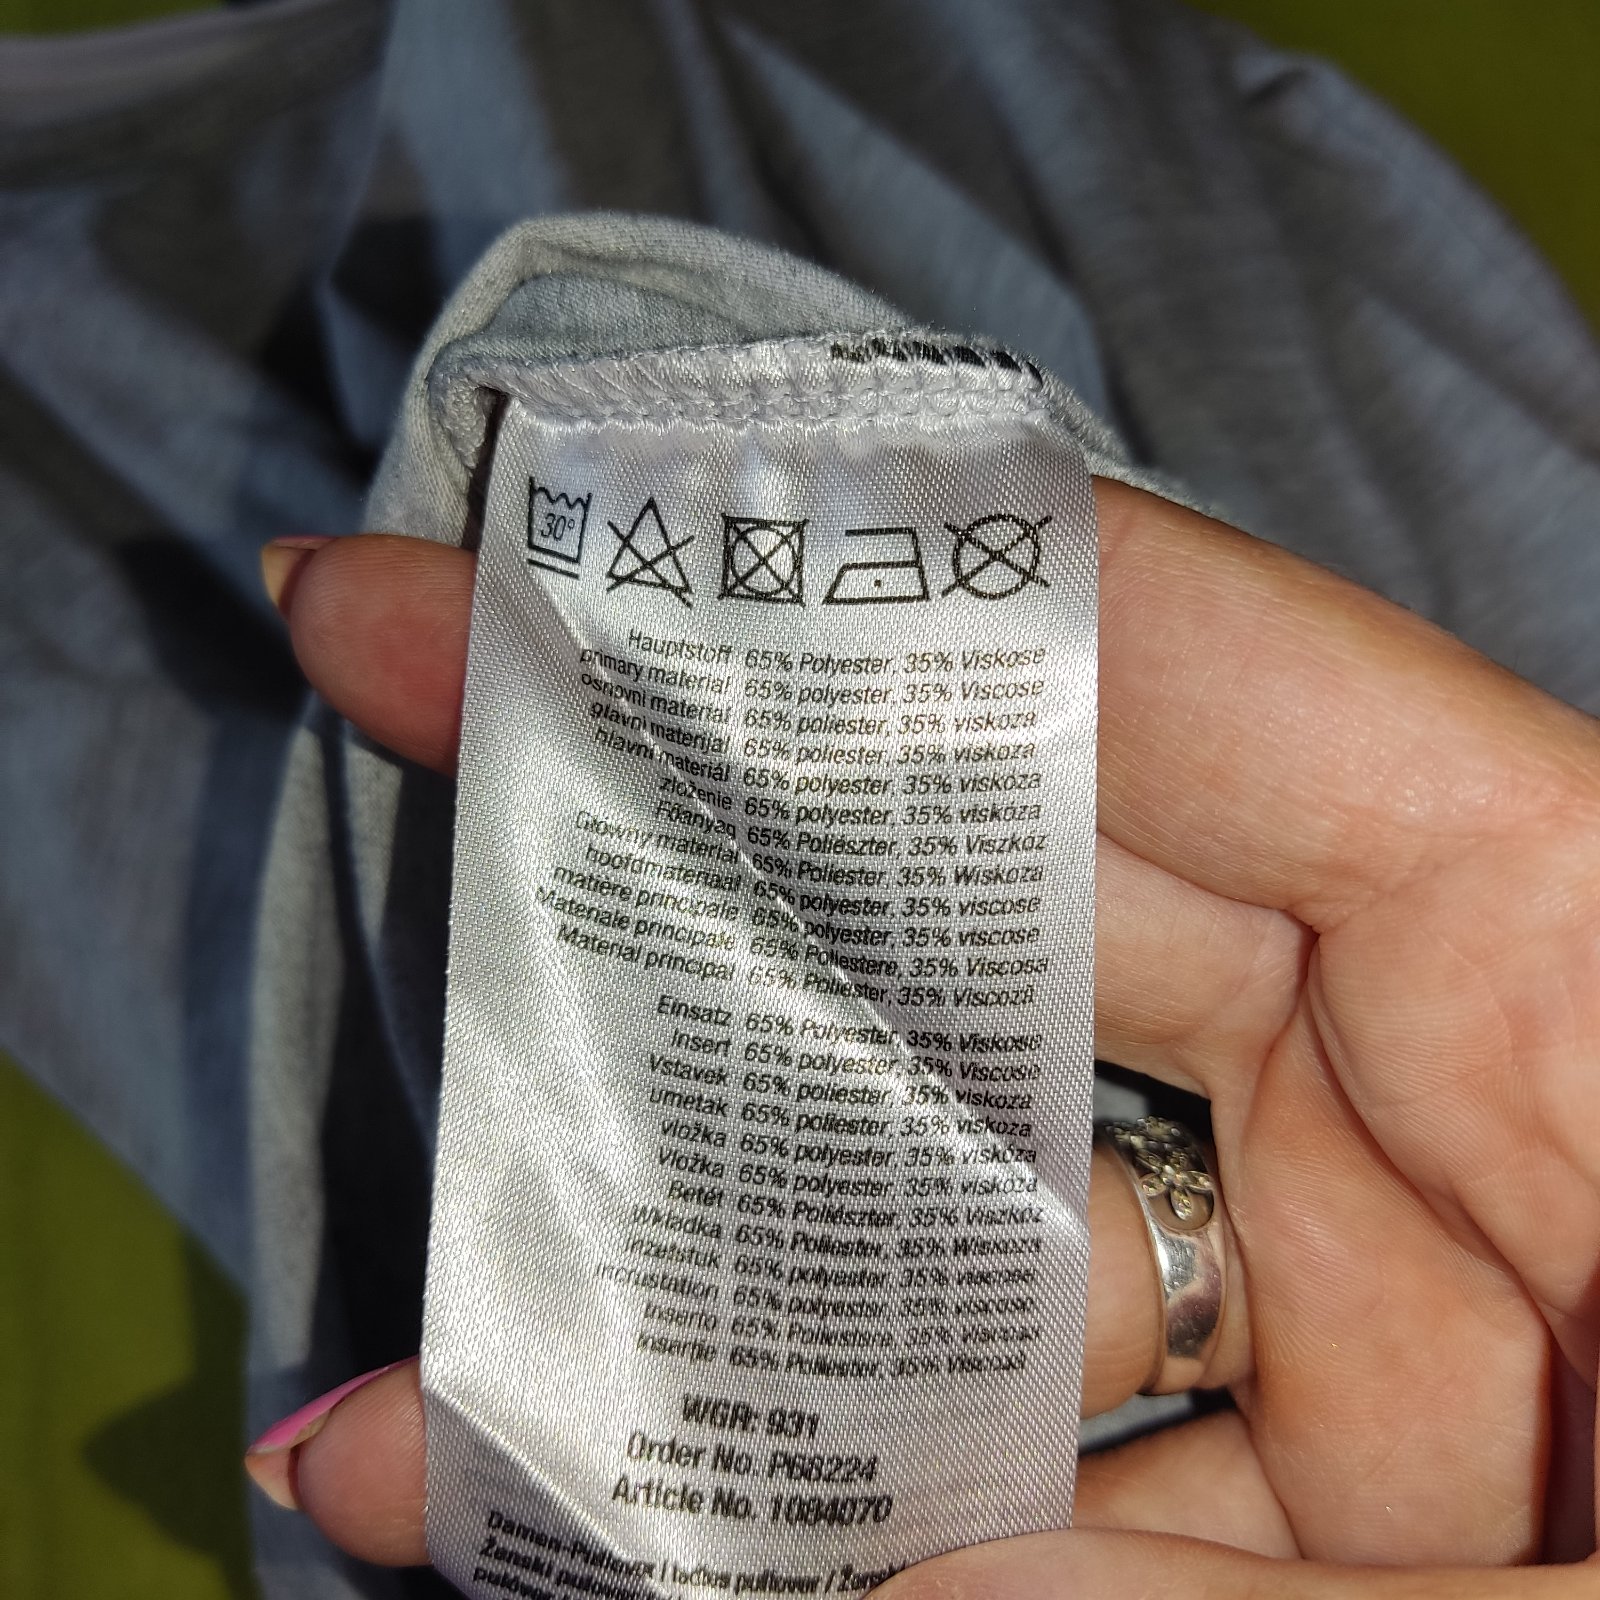 30°
Hauptstoff 65% Polyester, 35% Viskose
primary material 65% polyester, 35% Viscose
osnovni material 65% poliester, 35% viskoza
glavni materijal 65% poliester, 35% viskoza
hlavní materiál 65% polyester, 35% viskóza
zloženie 65% polyester, 35% viskóza
Főanyag 65% Poliészter, 35% Viszkóz
Główny materiał 65% Poliester, 35% Wiskoza
hoofdmateriaal 65% polyester, 35% viscose
matière principale 65% polyester, 35% viscose
Materiale principale 65% Poliestere, 35% Viscosa
Material principal 65% Poliester, 35% Viscoză
Einsatz 65% Polyester, 35% Viskose
Insert 65% polyester, 35% Viscose
Vstavek 65% poliester, 35% viskoza
umetak 65% poliester, 35% viskoza
vložka 65% polyester, 35% viskóza
vložka 65% polyester, 35% viskóza
Betét 65% Poliészter, 35% Viszkóz
Wkładka 65% Poliester, 35% Wiskoza
inzetstuk 65% polyester, 35% viscose
incrustation 65% polyester, 35% viscose
Inserto 65% Poliestere, 35% Viscosa
Inserție 65% Poliester, 35% Viscoză
WGR: 931
Order No. P68224
Article No. 1084070
Damen-Pullover / ladies pullover /
Ženski pulover